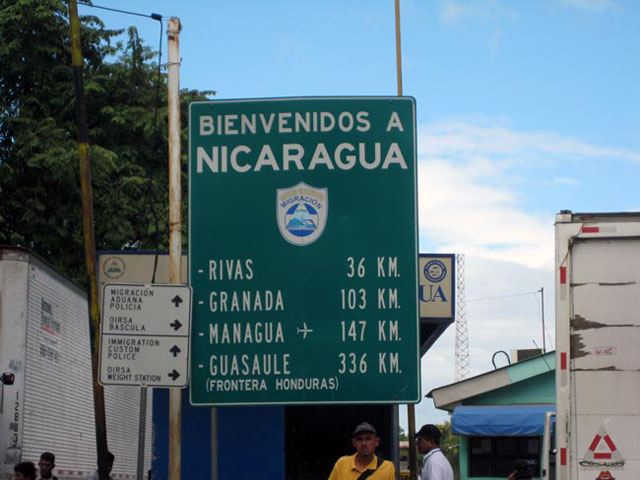 BIENVENIDOS A
NICARAGUA
MIGRACION
-RIVAS 36 KM.
-GRANADA 103 KM.
-MANAGUA 147 KM.
-GUASAULE 336 KM.
(FRONTERA HONDURAS)
MIGRACION
ADUANA
POLICIA
OIRSA
BASCULA
IMMIGRATION
CUSTOM
POLICE
OIRSA
WEIGHT STATION
UA